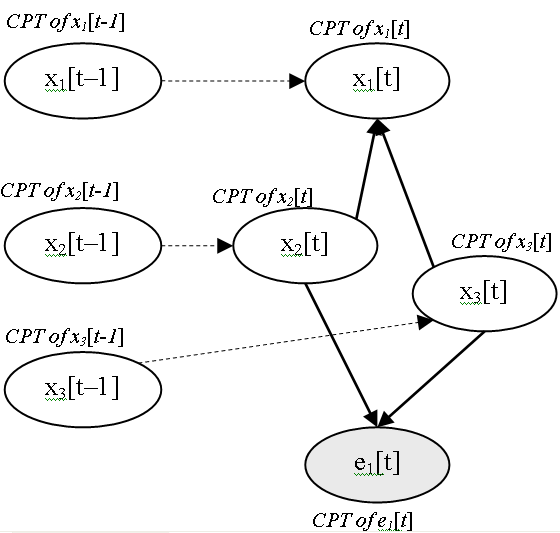 CPT of x₁[t-1]
x₁[t–1]
CPT of x₁[t]
x₁[t]
CPT of x₂[t-1]
x₂[t–1]
CPT of x₂[t]
x₂[t]
CPT of x₃[t]
x₃[t]
CPT of x₃[t-1]
x₃[t–1]
e₁[t]
CPT of e₁[t]